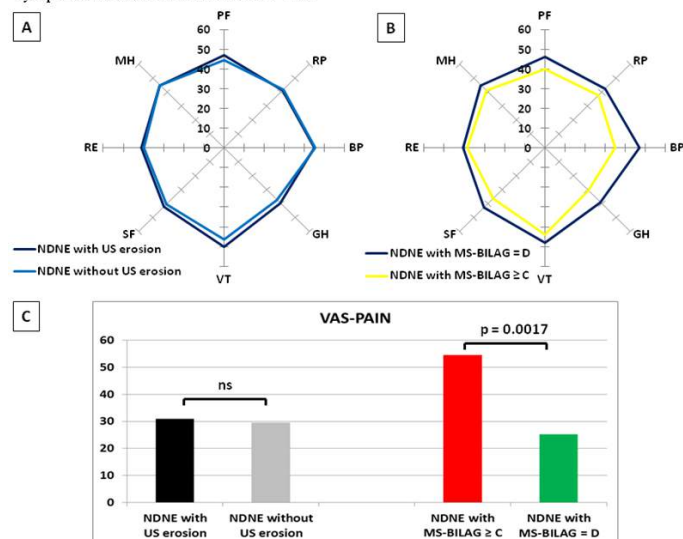 A
PF
60
50
40
30
20
10
0
MH
RP
RE
BP
SF
GH
VT
NDNE with US erosion
NDNE without US erosion
B
PF
60
50
40
30
20
10
0
MH
RP
RE
BP
SF
GH
VT
NDNE with MS-BILAG = D
NDNE with MS-BILAG ≥ C
C
VAS-PAIN
60
50
40
30
20
10
0
ns
p = 0.0017
NDNE with
US erosion
NDNE without
US erosion
NDNE with
MS-BILAG ≥ C
NDNE with
MS-BILAG = D